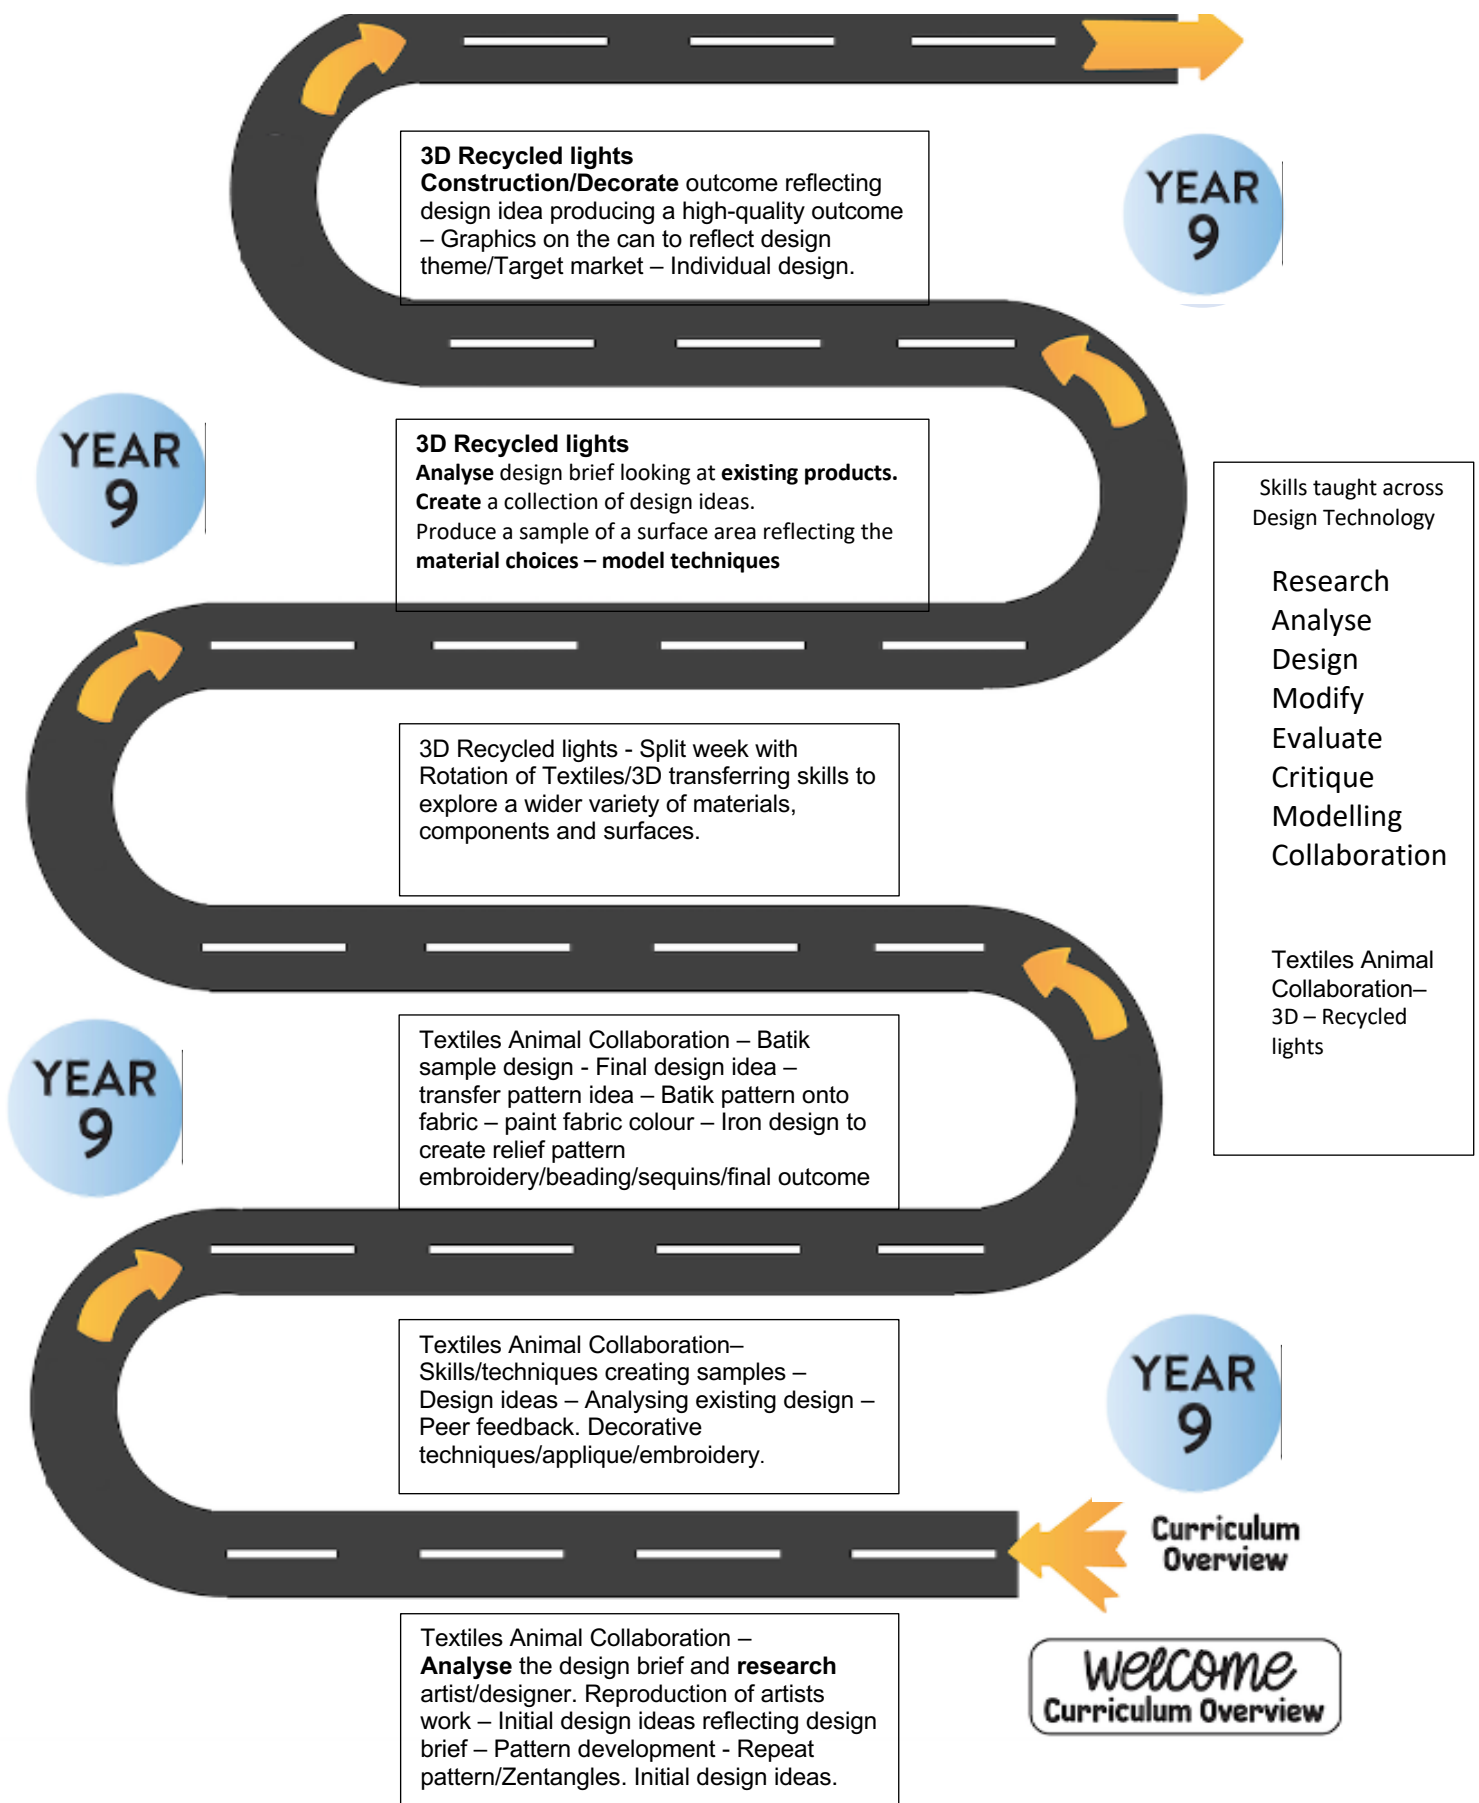 3D Recycled lights
Construction/Decorate outcome reflecting
design idea producing a high-quality outcome
– Graphics on the can to reflect design
theme/Target market – Individual design.
YEAR
9
YEAR
9
3D Recycled lights
Analyse design brief looking at existing products.
Create a collection of design ideas.
Produce a sample of a surface area reflecting the
material choices – model techniques
Skills taught across
Design Technology
Research
Analyse
Design
Modify
Evaluate
Critique
Modelling
Collaboration
Textiles Animal
Collaboration–
3D – Recycled
lights
3D Recycled lights - Split week with
Rotation of Textiles/3D transferring skills to
explore a wider variety of materials,
components and surfaces.
YEAR
9
Textiles Animal Collaboration – Batik
sample design - Final design idea –
transfer pattern idea – Batik pattern onto
fabric – paint fabric colour – Iron design to
create relief pattern
embroidery/beading/sequins/final outcome
Textiles Animal Collaboration–
Skills/techniques creating samples –
Design ideas – Analysing existing design –
Peer feedback. Decorative
techniques/applique/embroidery.
YEAR
9
Curriculum
Overview
Textiles Animal Collaboration –
Analyse the design brief and research
artist/designer. Reproduction of artists
work – Initial design ideas reflecting design
brief – Pattern development - Repeat
pattern/Zentangles. Initial design ideas.
Welcome
Curriculum Overview